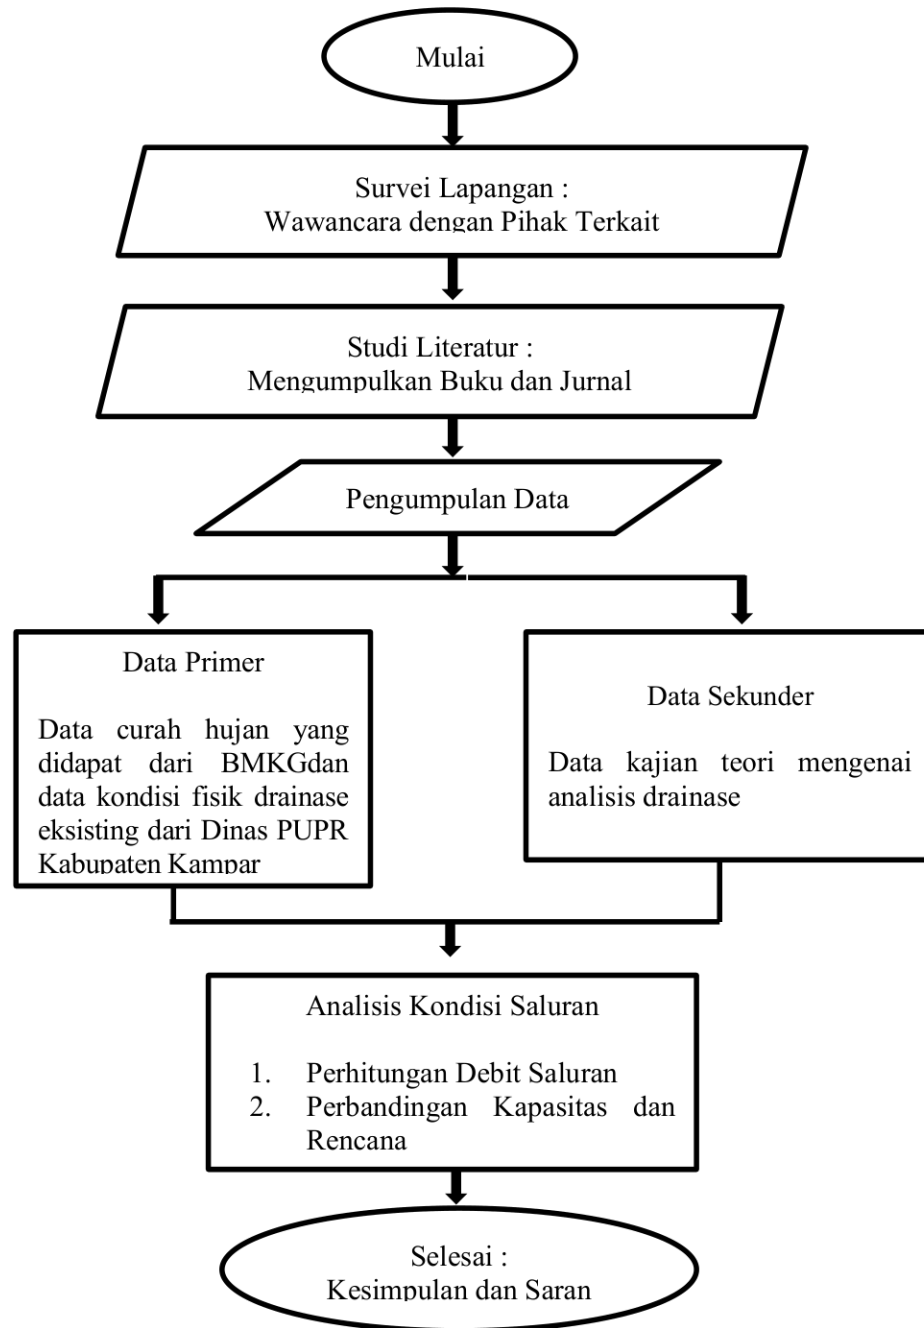 Mulai
Survei Lapangan :
Wawancara dengan Pihak Terkait
Studi Literatur :
Mengumpulkan Buku dan Jurnal
Pengumpulan Data
Data Primer
Data curah hujan yang
didapat dari BMKGdan
data kondisi fisik drainase
eksisting dari Dinas PUPR
Kabupaten Kampar
Data Sekunder
Data kajian teori mengenai
analisis drainase
Analisis Kondisi Saluran
1. Perhitungan Debit Saluran
2. Perbandingan Kapasitas dan
Rencana
Selesai :
Kesimpulan dan Saran